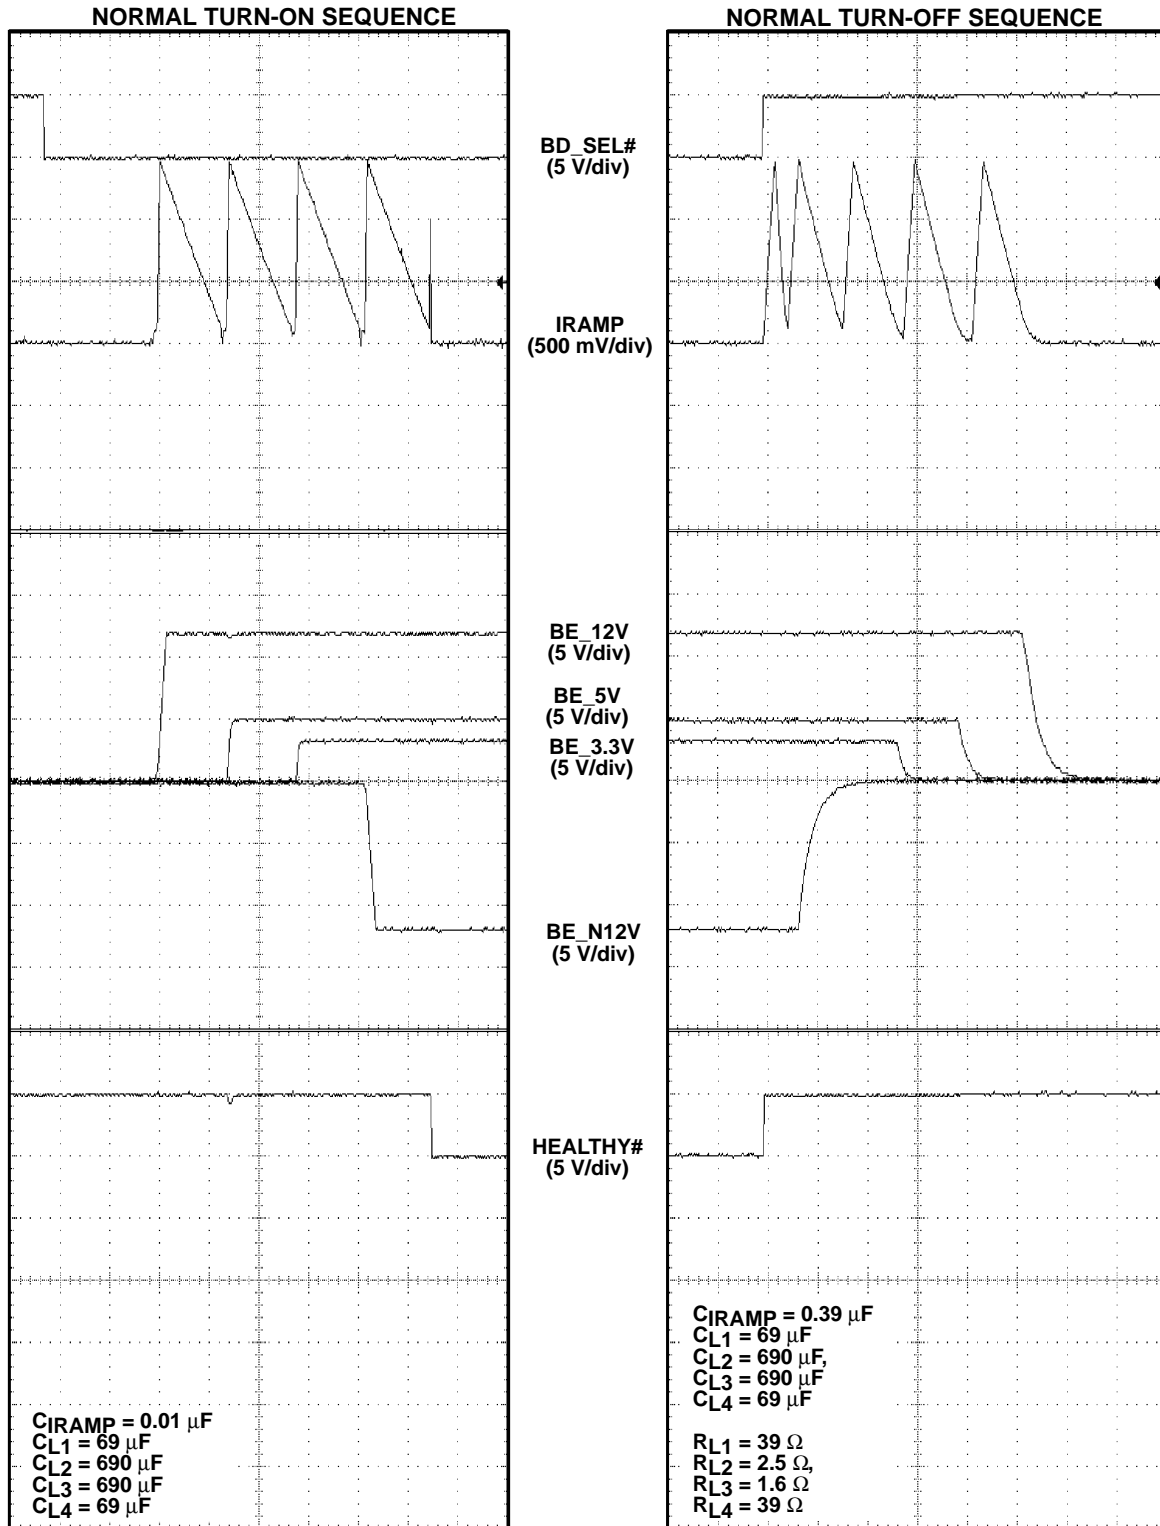 NORMAL TURN-ON SEQUENCE
NORMAL TURN-OFF SEQUENCE
BD_SEL#
(5 V/div)
IRAMP
(500 mV/div)
BE_12V
(5 V/div)
BE_5V
(5 V/div)
BE_3.3V
(5 V/div)
BE_N12V
(5 V/div)
HEALTHY#
(5 V/div)
CIRAMP = 0.01 μF
CL1 = 69 μF
CL2 = 690 μF
CL3 = 690 μF
CL4 = 69 μF
CIRAMP = 0.39 μF
CL1 = 69 μF
CL2 = 690 μF,
CL3 = 690 μF
CL4 = 69 μF
RL1 = 39 Ω
RL2 = 2.5 Ω,
RL3 = 1.6 Ω
RL4 = 39 Ω